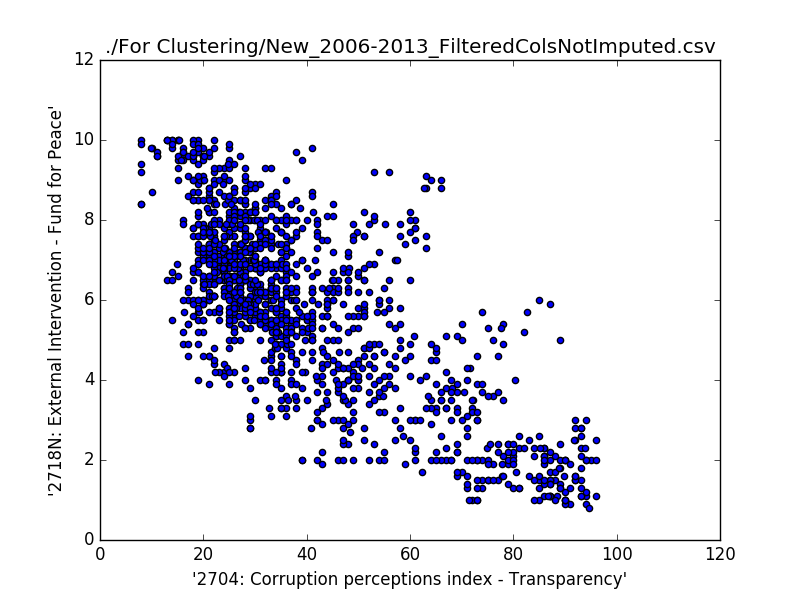 ./For Clustering/New_2006-2013_FilteredColsNotImputed.csv
12
10
8
6
4
2
0
'2718N: External Intervention - Fund for Peace'
0 20 40 60 80 100 120
'2704: Corruption perceptions index - Transparency'